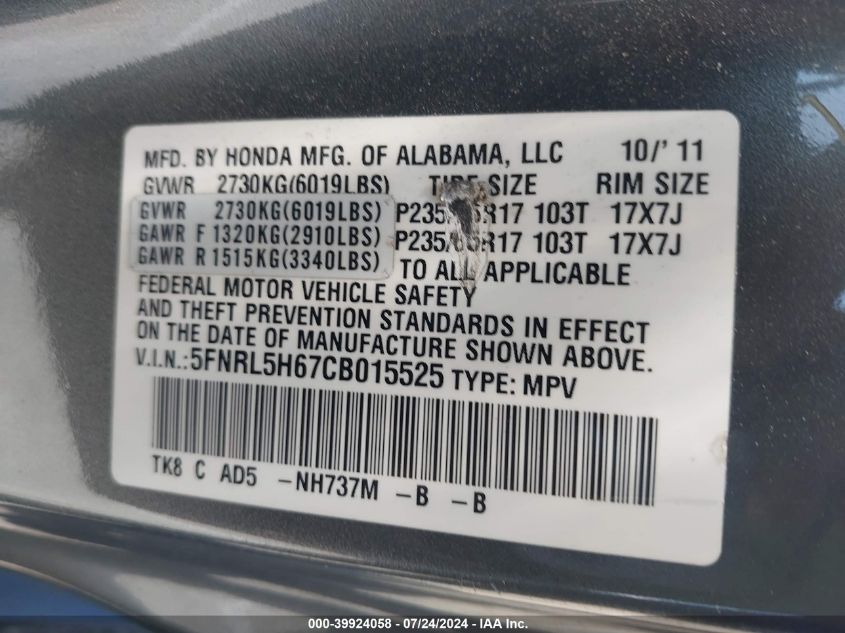 MFD. BY HONDA MFG. OF ALABAMA, LLC 10/'11
GVWR 2730KG(6019LBS) SIZE RIM SIZE
GVWR 2730KG(6019LBS) R17 103T 17X7J
GAWR F 1320KG(2910LBS) R17 103T 17X7J
GAWR R 1515KG(3340LBS) TO ALL APPLICABLE
FEDERAL MOTOR VEHICLE SAFETY
AND THEFT PREVENTION STANDARDS IN EFFECT
ON THE DATE OF MANUFACTURE SHOWN ABOVE.
V.I.N.:5FNRL5H67CB015525 TYPE: MPV
TK8 C AD5 -NH737M -B -B
000-39924058 - 07/24/2024 - IAA, Inc.